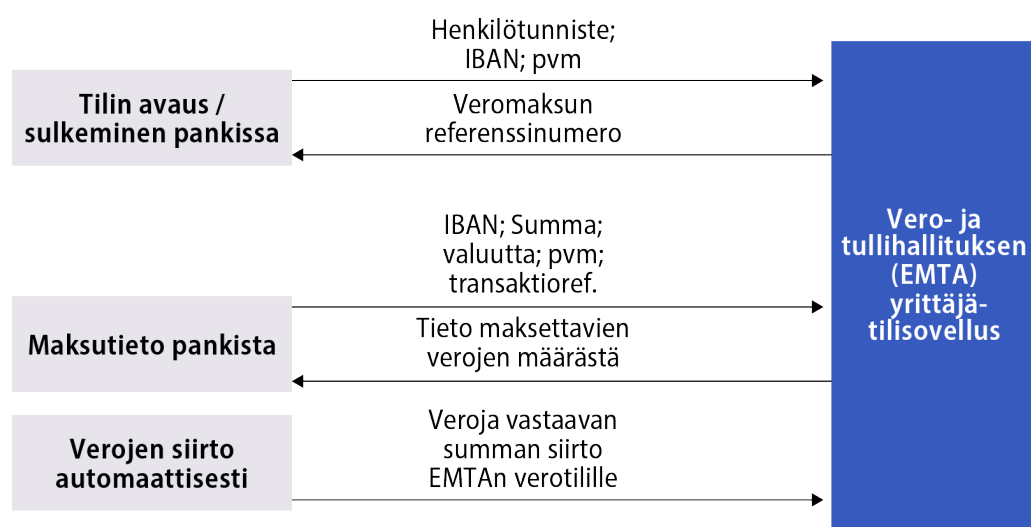 Henkilötunniste;
IBAN; pvm
Tilin avaus /
sulkeminen pankissa
Veromaksun
referenssinumero
IBAN; Summa;
valuutta; pvm;
transaktioref.
Vero- ja
tullihallituksen
(EMTA)
yrittäjä-
tilisovellus
Maksutieto pankista
Tieto maksettavien
verojen määrästä
Verojen siirto
automaattisesti
Veroja vastaavan
summan siirto
EMTAn verotilille